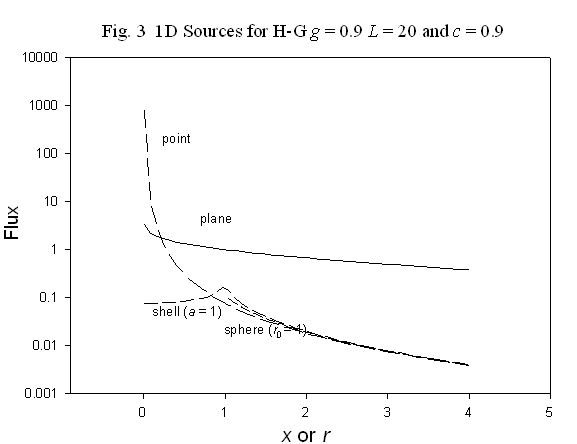 Fig. 3 1D Sources for H-G g = 0.9 L = 20 and c = 0.9
10000
1000
100
10
1
0.1
0.01
0.001
Flux
point
plane
shell (a = 1)
sphere (r0 = 1)
0 1 2 3 4 5
x or r